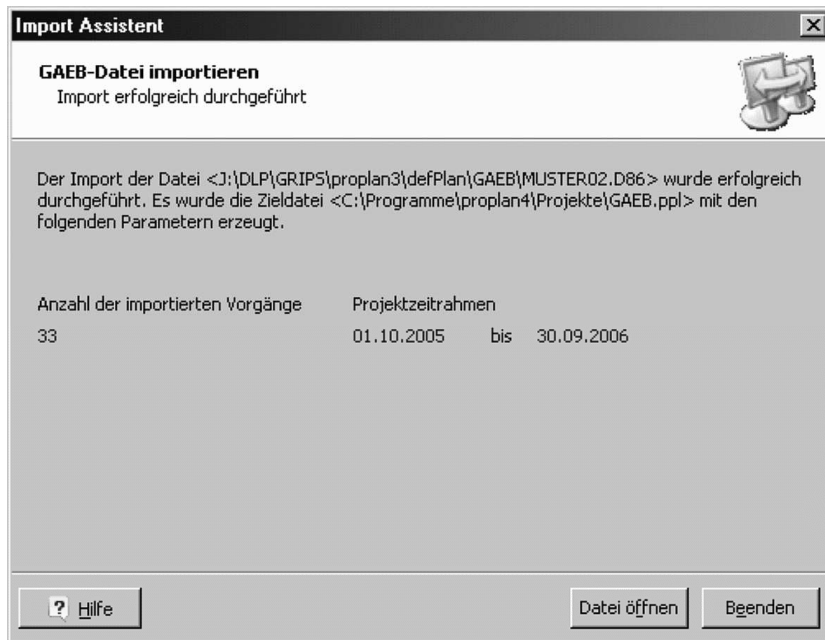 Import Assistent
GAEB-Datei importieren
Import erfolgreich durchgeführt
Der Import der Datei <J:\DLP\GRIPS\proplan3\defPlan\GAEB\MUSTER02.D86> wurde erfolgreich
durchgeführt. Es wurde die Zieldatei <C:\Programme\proplan4\Projekte\GAEB.ppl> mit den
folgenden Parametern erzeugt.
Anzahl der importierten Vorgänge Projektzeitrahmen
33 01.10.2005 bis 30.09.2006
? Hilfe Datei öffnen Beenden